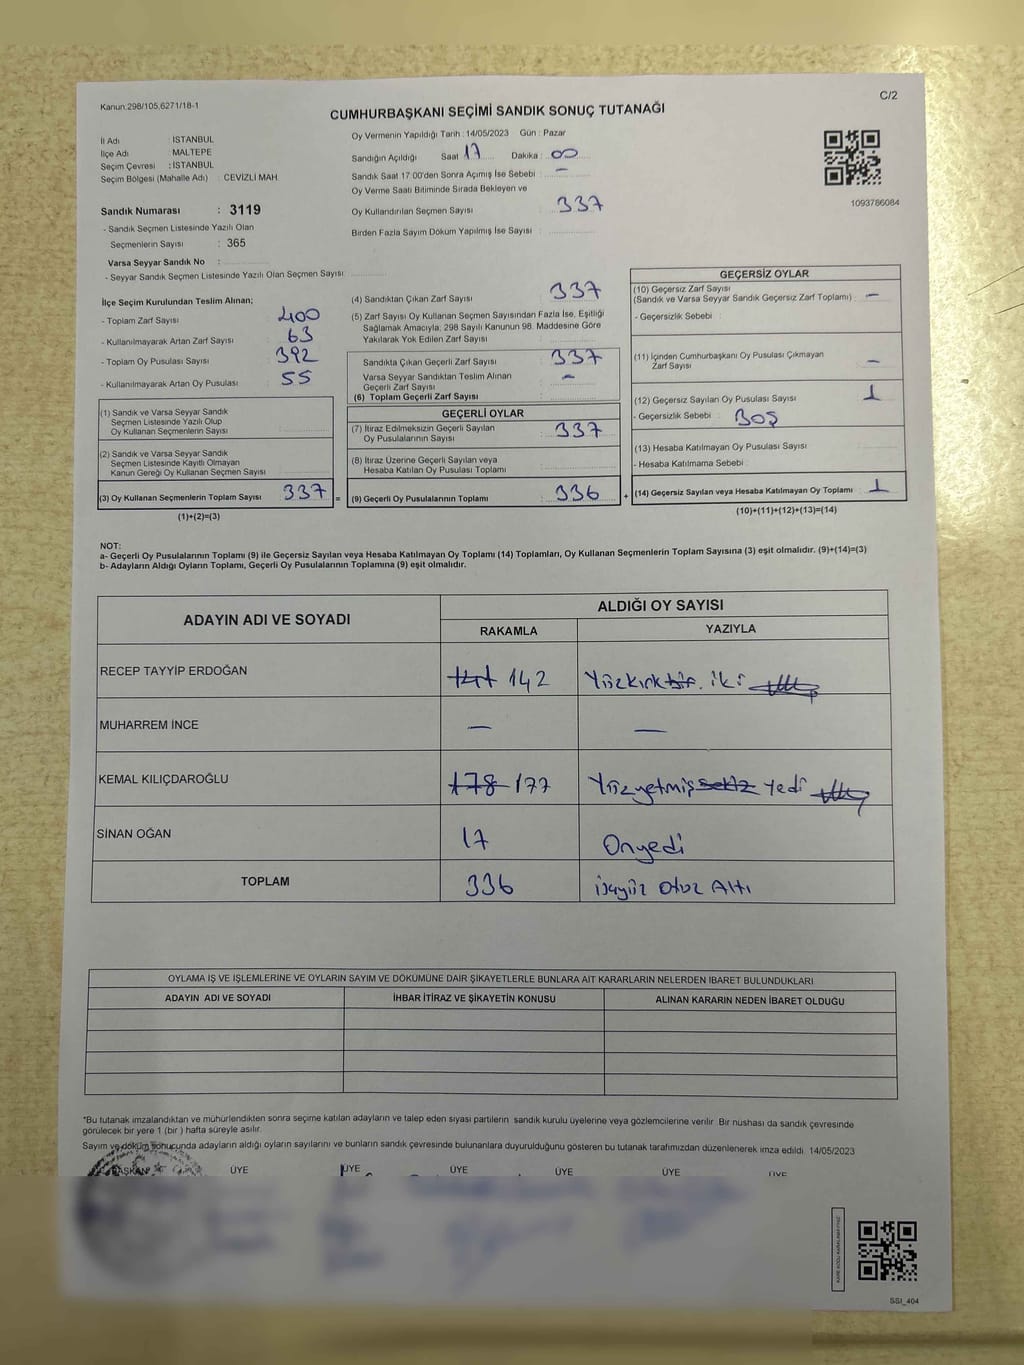 Kanun:298/105,6271/18-1
C/2
CUMHURBAŞKANI SEÇİMİ SANDIK SONUÇ TUTANAĞI
İl Adı İSTANBUL
İlçe Adı MALTEPE
Seçim Çevresi : İSTANBUL
Seçim Bölgesi (Mahalle Adı) : CEVİZLİ MAH.
Sandık Numarası : 3119
- Sandık Seçmen Listesinde Yazılı Olan
Seçmenlerin Sayısı : 365
Varsa Seyyar Sandık No :
- Seyyar Sandık Seçmen Listesinde Yazılı Olan Seçmen Sayısı:
Oy Vermenin Yapıldığı Tarih : 14/05/2023 Gün : Pazar
Sandığın Açıldığı Saat 17 Dakika : 00
Sandık Saat 17:00'den Sonra Açımış İse Sebebi : –
Oy Verme Saati Bitiminde Sırada Bekleyen ve
Oy Kullandırılan Seçmen Sayısı : 337
Birden Fazla Sayım Döküm Yapılmış İse Sayısı :
1093786084
İlçe Seçim Kurulundan Teslim Alınan;
- Toplam Zarf Sayısı : 400
- Kullanılmayarak Artan Zarf Sayısı : 63
- Toplam Oy Pusulası Sayısı : 392
- Kullanılmayarak Artan Oy Pusulası : 55
(1) Sandık ve Varsa Seyyar Sandık
Seçmen Listesinde Yazılı Olup
Oy Kullanan Seçmenlerin Sayısı :
(2) Sandık ve Varsa Seyyar Sandık
Seçmen Listesinde Kayıtlı Olmayan
Kanun Gereği Oy Kullanan Seçmen Sayısı :
(3) Oy Kullanan Seçmenlerin Toplam Sayısı : 337 =
(1)+(2)=(3)
(4) Sandıktan Çıkan Zarf Sayısı : 337
(5) Zarf Sayısı Oy Kullanan Seçmen Sayısından Fazla İse, Eşitliği
Sağlamak Amacıyla, 298 Sayılı Kanunun 98. Maddesine Göre
Yakılarak Yok Edilen Zarf Sayısı :
Sandıkta Çıkan Geçerli Zarf Sayısı : 337
Varsa Seyyar Sandıktan Teslim Alınan
Geçerli Zarf Sayısı : –
(6) Toplam Geçerli Zarf Sayısı :
GEÇERLİ OYLAR
(7) İtiraz Edilmeksizin Geçerli Sayılan
Oy Pusulalarının Sayısı : 337
(8) İtiraz Üzerine Geçerli Sayılan veya
Hesaba Katılan Oy Pusulası Toplamı :
(9) Geçerli Oy Pusulalarının Toplamı : 336 +
GEÇERSİZ OYLAR
(10) Geçersiz Zarf Sayısı
(Sandık ve Varsa Seyyar Sandık Geçersiz Zarf Toplamı) : –
- Geçersizlik Sebebi :
(11) İçinden Cumhurbaşkanı Oy Pusulası Çıkmayan
Zarf Sayısı : –
(12) Geçersiz Sayılan Oy Pusulası Sayısı : 1
- Geçersizlik Sebebi : BOŞ
(13) Hesaba Katılmayan Oy Pusulası Sayısı :
- Hesaba Katılmama Sebebi :
(14) Geçersiz Sayılan veya Hesaba Katılmayan Oy Toplamı : 1
(10)+(11)+(12)+(13)=(14)
NOT:
a- Geçerli Oy Pusulalarının Toplamı (9) ile Geçersiz Sayılan veya Hesaba Katılmayan Oy Toplamı (14) Toplamları, Oy Kullanan Seçmenlerin Toplam Sayısına (3) eşit olmalıdır. (9)+(14)=(3)
b- Adayların Aldığı Oyların Toplamı, Geçerli Oy Pusulalarının Toplamına (9) eşit olmalıdır.
ADAYIN ADI VE SOYADI
ALDIĞI OY SAYISI
RAKAMLA YAZIYLA
RECEP TAYYİP ERDOĞAN 141 142 Yüzkırk bir. iki
MUHARREM İNCE – –
KEMAL KILIÇDAROĞLU 178 177 Yüzyetmiş sekiz Yedi
SİNAN OĞAN 17 Onyedi
TOPLAM 336 üçyüz Otuz Altı
OYLAMA İŞ VE İŞLEMLERİNE VE OYLARIN SAYIM VE DÖKÜMÜNE DAİR ŞİKAYETLERLE BUNLARA AİT KARARLARIN NELERDEN İBARET BULUNDUKLARI
ADAYIN ADI VE SOYADI İHBAR İTİRAZ VE ŞİKAYETİN KONUSU ALINAN KARARIN NEDEN İBARET OLDUĞU
*Bu tutanak imzalandıktan ve mühürlendikten sonra seçime katılan adayların ve talep eden siyasi partilerin sandık kurulu üyelerine veya gözlemcilerine verilir. Bir nüshası da sandık çevresinde
görülecek bir yere 1 (bir ) hafta süreyle asılır.
Sayım ve döküm sonucunda adayların aldığı oyların sayılarını ve bunların sandık çevresinde bulunanlara duyurulduğunu gösteren bu tutanak tarafımızdan düzenlenerek imza edildi. 14/05/2023
BAŞKAN ÜYE ÜYE ÜYE ÜYE ÜYE ÜYE
SSI_404